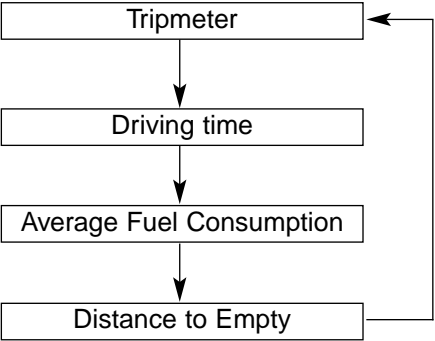 Tripmeter
Driving time
Average Fuel Consumption
Distance to Empty